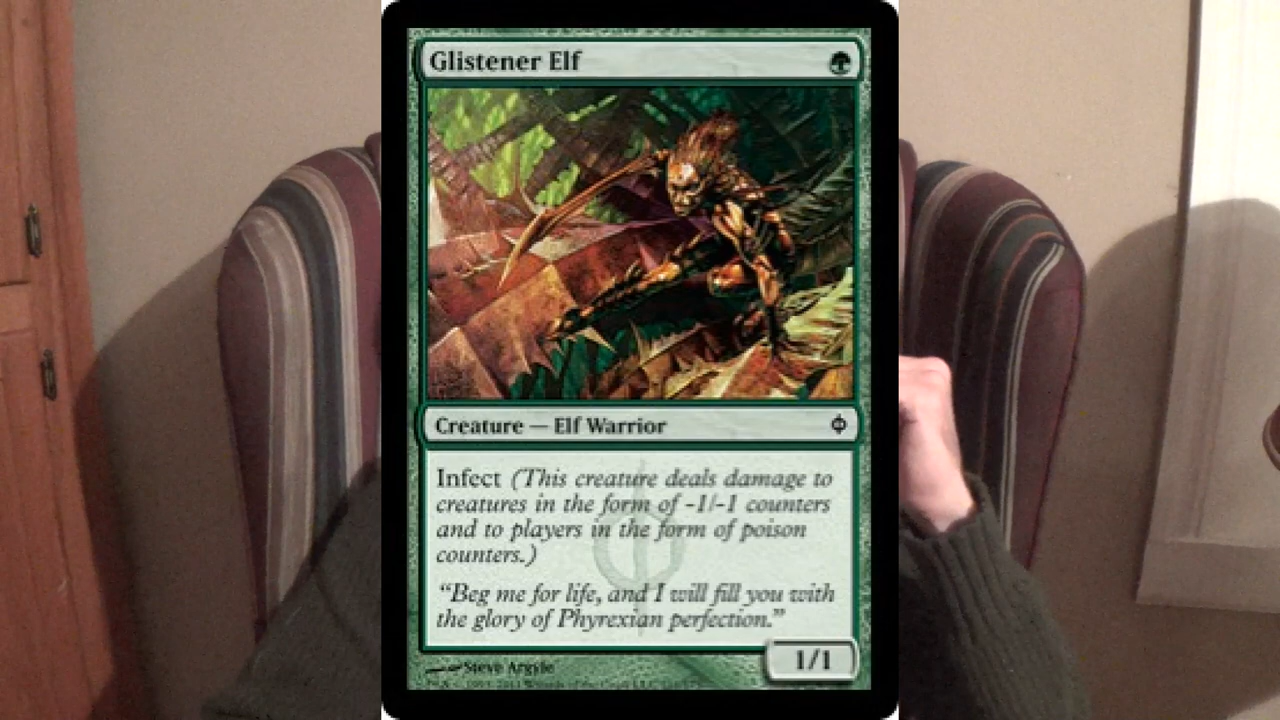 Glistener Elf
Creature — Elf Warrior
Infect (This creature deals damage to
creatures in the form of -1/-1 counters
and to players in the form of poison
counters.)
“Beg me for life, and I will fill you with
the glory of Phyrexian perfection.”
1/1
Steve Argyle